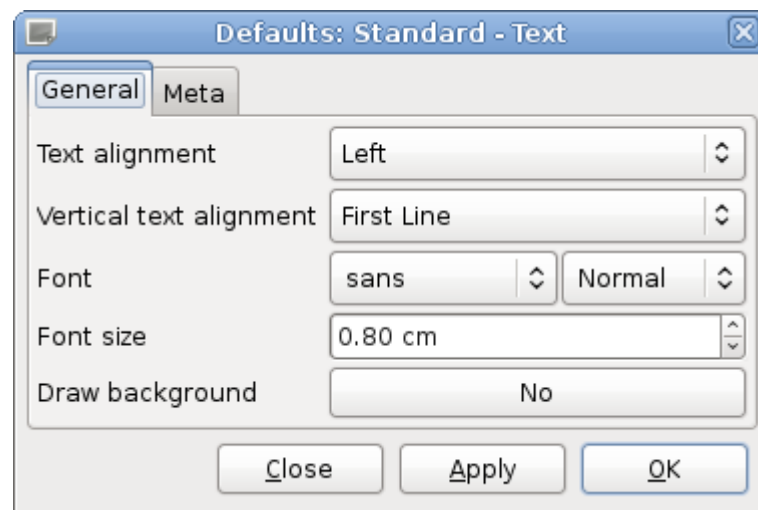 Defaults: Standard - Text
General Meta
Text alignment Left
Vertical text alignment First Line
Font sans Normal
Font size 0.80 cm
Draw background No
Close Apply OK